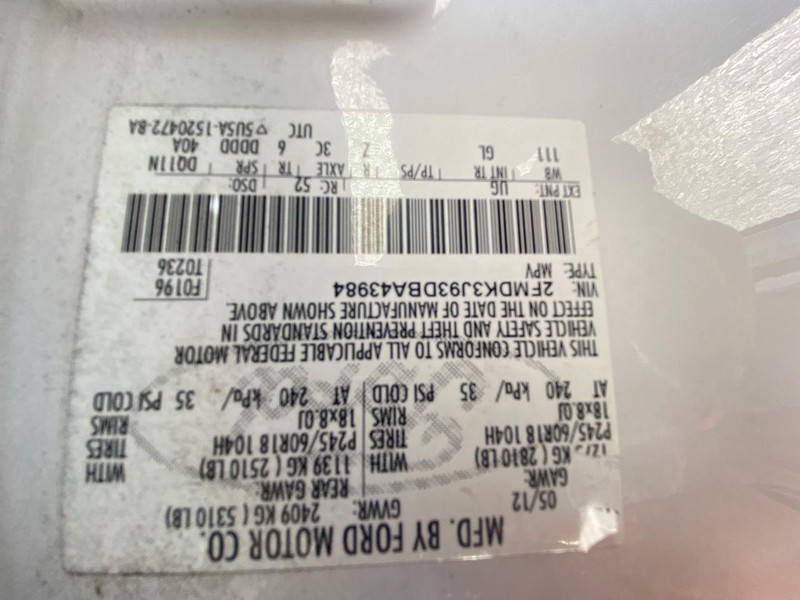 MFD. BY FORD MOTOR CO.
05/12 GVWR: 2409 KG ( 5310 LB)
GAWR: REAR GAWR:
KG ( 2810 LB) WITH 1139 KG ( 2510 LB) WITH
P245/60R18 104H TIRES P245/60R18 104H TIRES
18x8.0J RIMS 18x8.0J RIMS
AT 240 kPa/ 35 PSI COLD AT 240 kPa/ 35 PSI COLD
THIS VEHICLE CONFORMS TO ALL APPLICABLE FEDERAL MOTOR
VEHICLE SAFETY AND THEFT PREVENTION STANDARDS IN
EFFECT ON THE DATE OF MANUFACTURE SHOWN ABOVE.
VIN: 2FMDK3J93DBA43984 F0196
TYPE: MPV T0236
EXT PNT: UG RC: 52 DSO:
WB INT TR TP/PS R AXLE TR SPR DQ11N
111 GL Z 3C 6 DDDD 40A
UTC ▽ 5U5A-1520472-BA